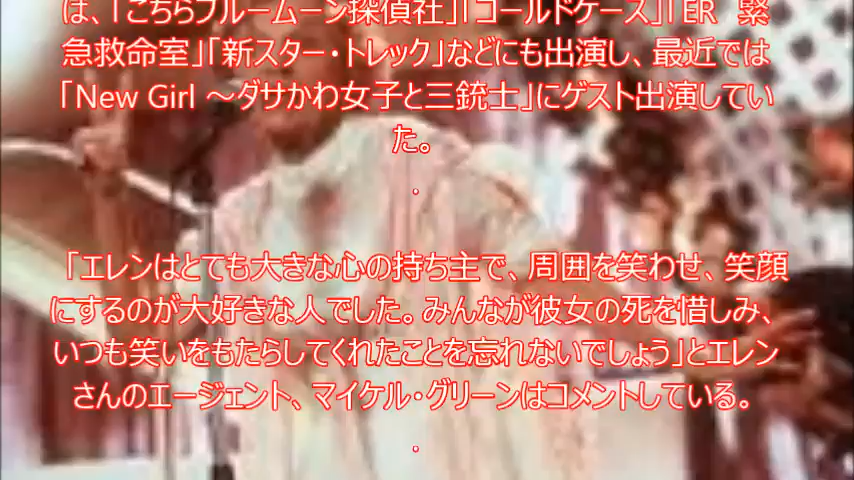 は、「こちらブルームーン探偵社」「コールドケース」「ER 緊
急救命室」「新スター・トレック」などにも出演し、最近では
「New Girl ～ダサかわ女子と三銃士」にゲスト出演してい
た。
.
「エレンはとても大きな心の持ち主で、周囲を笑わせ、笑顔
にするのが大好きな人でした。みんなが彼女の死を惜しみ、
いつも笑いをもたらしてくれたことを忘れないでしょう」とエレン
さんのエージェント、マイケル・グリーンはコメントしている。
.